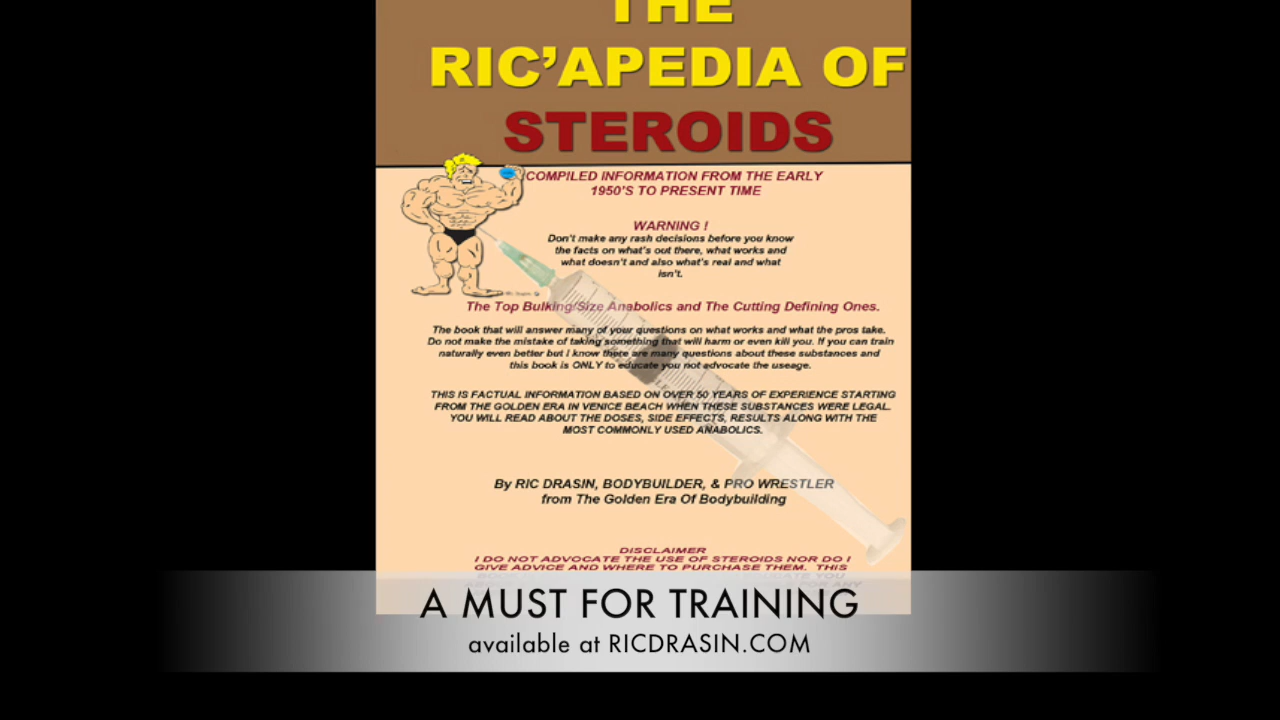 THE
RIC'APEDIA OF
STEROIDS
COMPILED INFORMATION FROM THE EARLY
1950'S TO PRESENT TIME
WARNING !
Don't make any rash decisions before you know
the facts on what's out there, what works and
what doesn't and also what's real and what
isn't.
The Top Bulking/Size Anabolics and The Cutting Defining Ones.
The book that will answer many of your questions on what works and what the pros take.
Do not make the mistake of taking something that will harm or even kill you. If you can train
naturally even better but I know there are many questions about these substances and
this book is ONLY to educate you not advocate the useage.
THIS IS FACTUAL INFORMATION BASED ON OVER 50 YEARS OF EXPERIENCE STARTING
FROM THE GOLDEN ERA IN VENICE BEACH WHEN THESE SUBSTANCES WERE LEGAL.
YOU WILL READ ABOUT THE DOSES, SIDE EFFECTS, RESULTS ALONG WITH THE
MOST COMMONLY USED ANABOLICS.
By RIC DRASIN, BODYBUILDER, & PRO WRESTLER
from The Golden Era Of Bodybuilding
DISCLAIMER
I DO NOT ADVOCATE THE USE OF STEROIDS NOR DO I
GIVE ADVICE AND WHERE TO PURCHASE THEM. THIS
A MUST FOR TRAINING
available at RICDRASIN.COM